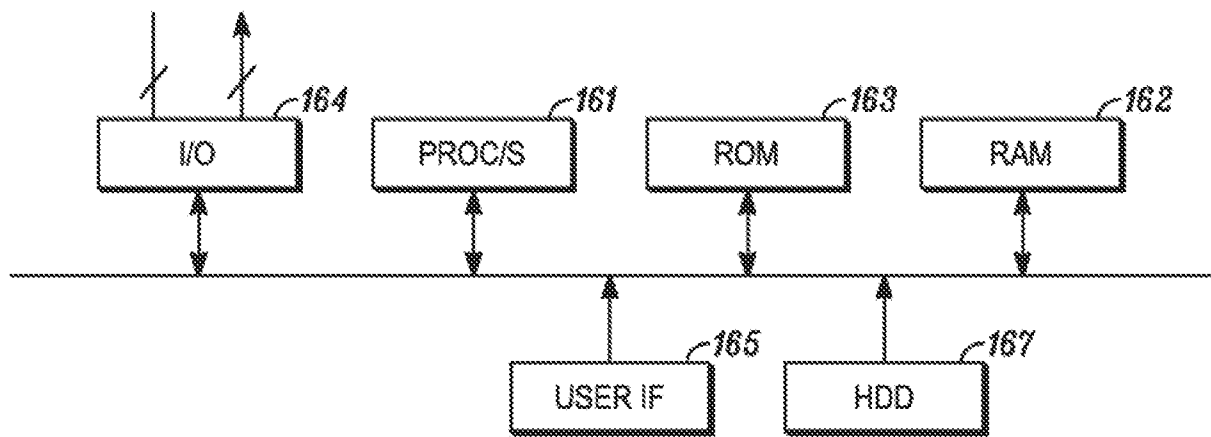 164
161
163
162
I/O
PROC/S
ROM
RAM
165
167
USER IF
HDD